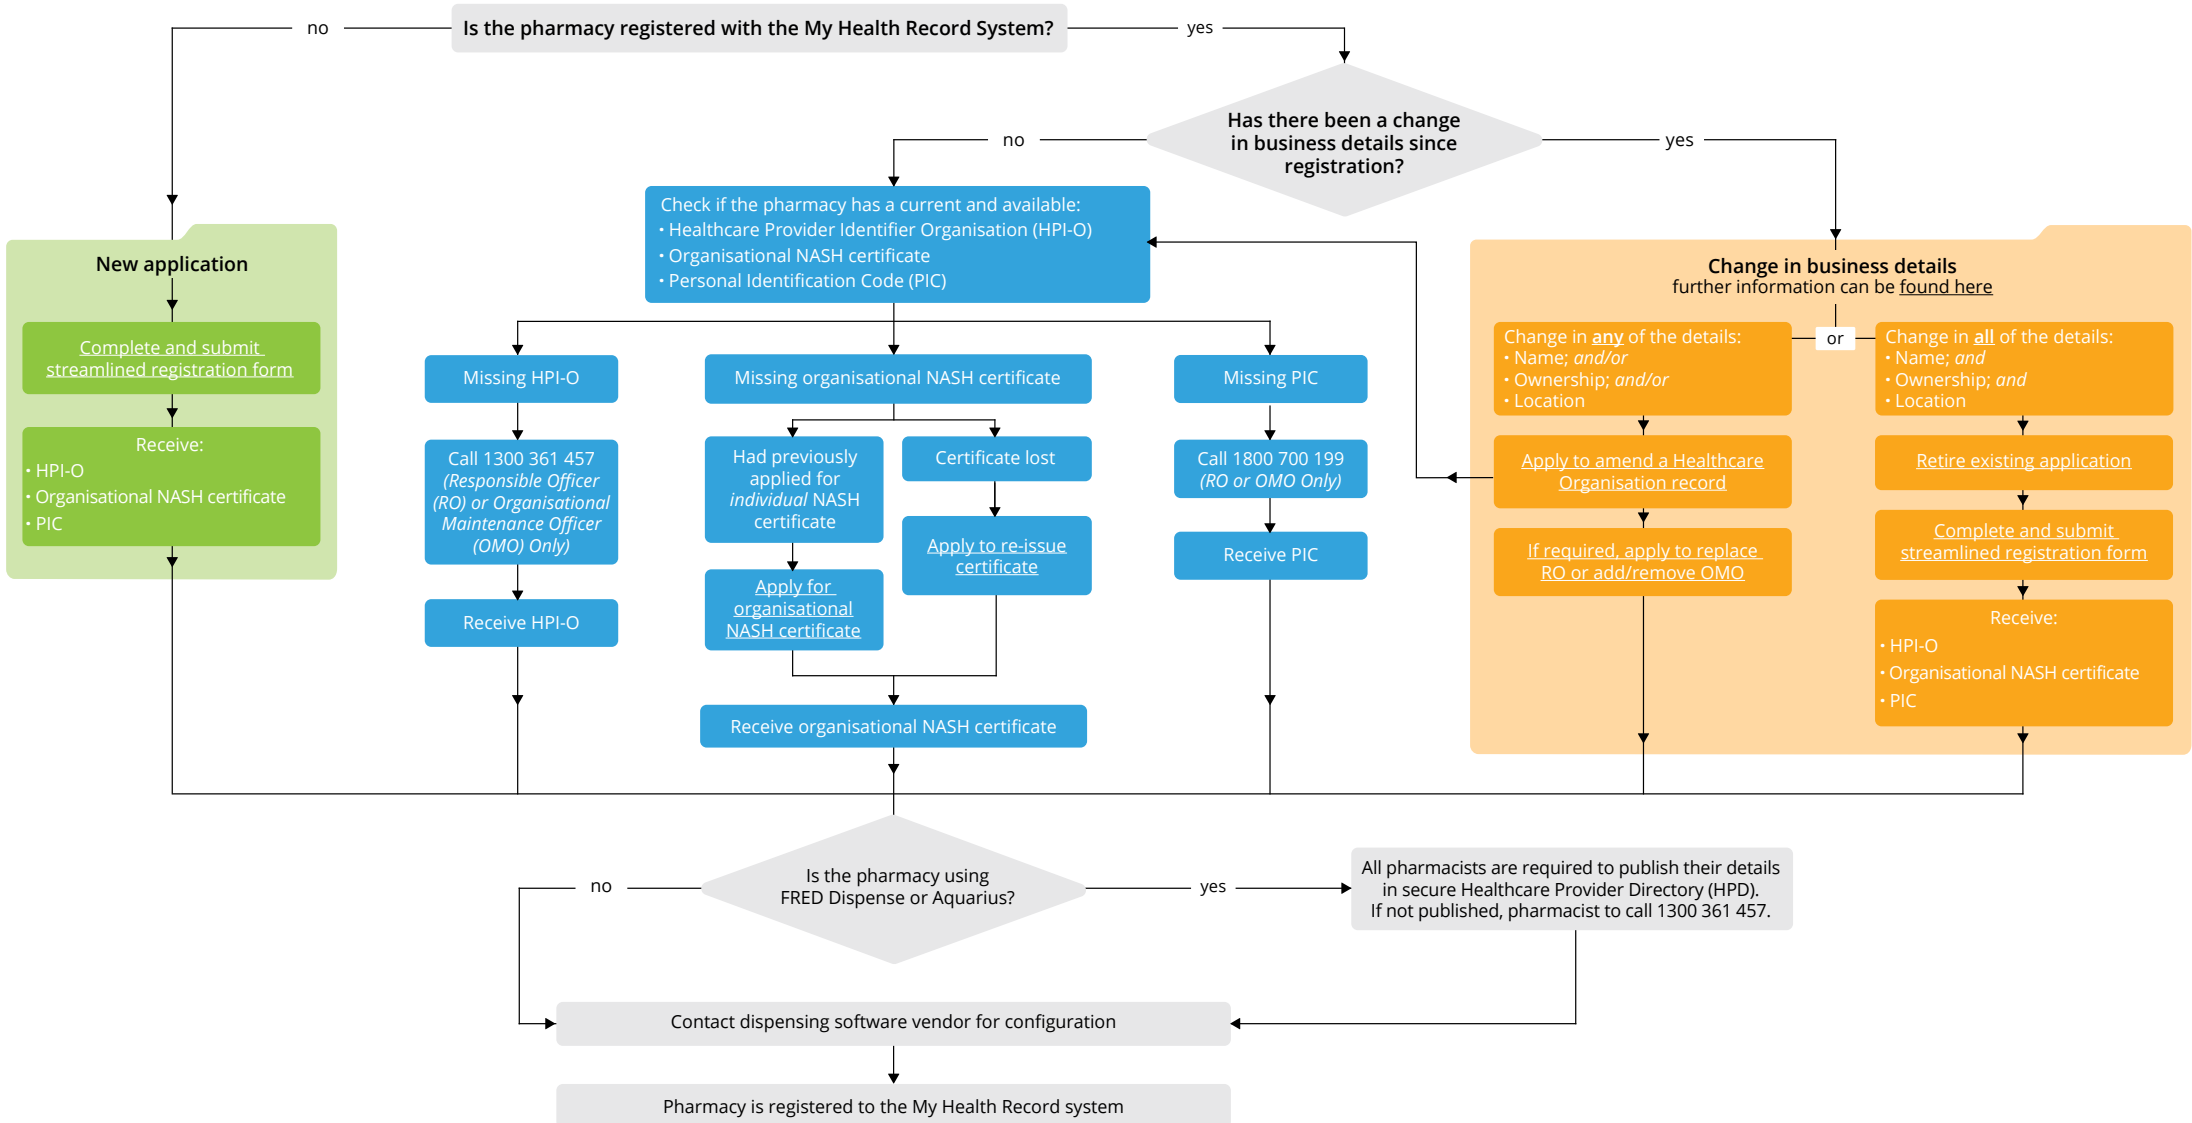 Is the pharmacy registered with the My Health Record System?
no
yes
Has there been a change
in business details since
registration?
no
yes
Check if the pharmacy has a current and available:
• Healthcare Provider Identifier Organisation (HPI-O)
• Organisational NASH certificate
• Personal Identification Code (PIC)
New application
Complete and submit
streamlined registration form
Receive:
• HPI-O
• Organisational NASH certificate
• PIC
Missing HPI-O
Call 1300 361 457
(Responsible Officer
(RO) or Organisational
Maintenance Officer
(OMO) Only)
Receive HPI-O
Missing organisational NASH certificate
Had previously
applied for
individual NASH
certificate
Apply for
organisational
NASH certificate
Certificate lost
Apply to re-issue
certificate
Receive organisational NASH certificate
Missing PIC
Call 1800 700 199
(RO or OMO Only)
Receive PIC
Change in business details
further information can be found here
Change in any of the details:
• Name; and/or
• Ownership; and/or
• Location
or
Change in all of the details:
• Name; and
• Ownership; and
• Location
Apply to amend a Healthcare
Organisation record
If required, apply to replace
RO or add/remove OMO
Retire existing application
Complete and submit
streamlined registration form
Receive:
• HPI-O
• Organisational NASH certificate
• PIC
Is the pharmacy using
FRED Dispense or Aquarius?
no
yes
All pharmacists are required to publish their details
in secure Healthcare Provider Directory (HPD).
If not published, pharmacist to call 1300 361 457.
Contact dispensing software vendor for configuration
Pharmacy is registered to the My Health Record system